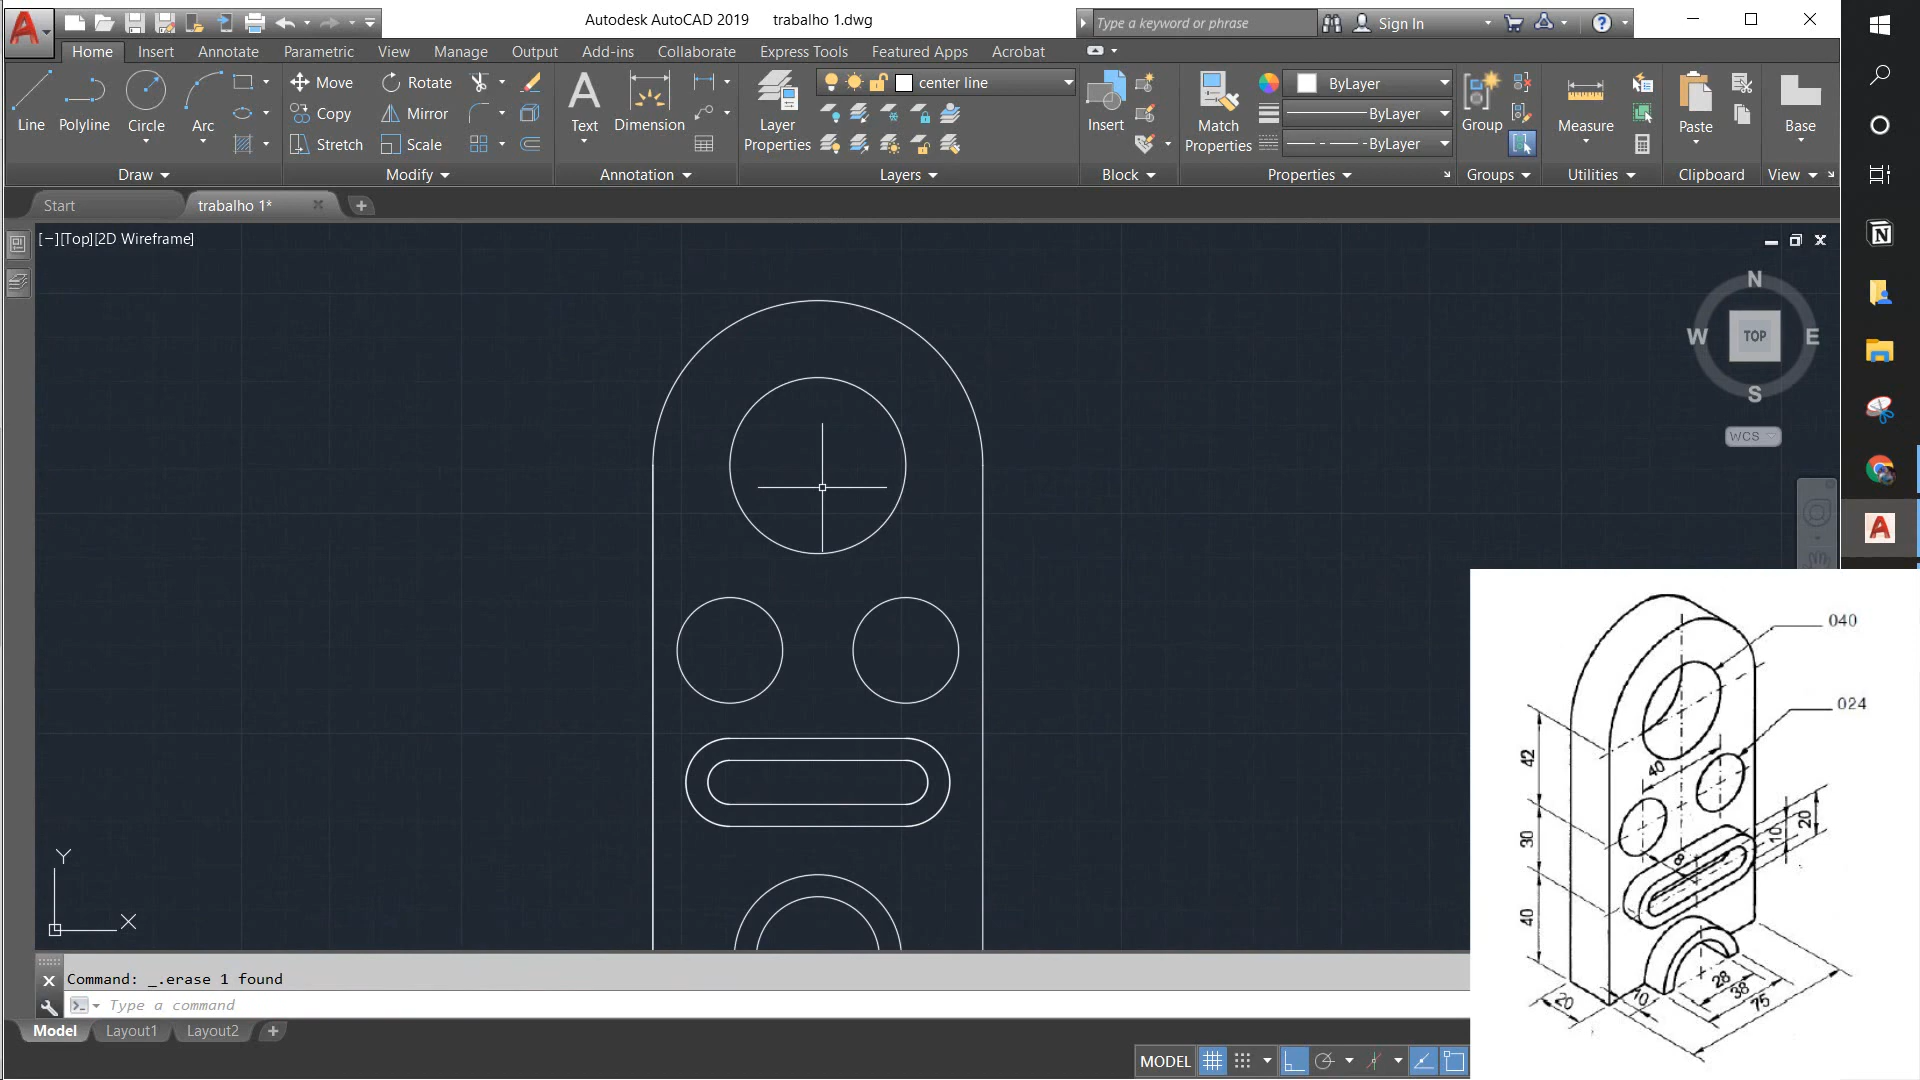 Autodesk AutoCAD 2019 trabalho 1.dwg
Type a keyword or phrase
Sign In
Home Insert Annotate Parametric View Manage Output Add-ins Collaborate Express Tools Featured Apps Acrobat
Line Polyline Circle Arc
Move Rotate
Copy Mirror
Stretch Scale
Text Dimension
Layer Properties
center line
Insert
Match Properties
ByLayer
ByLayer
ByLayer
Group
Measure
Paste
Base
Draw Modify Annotation Layers Block Properties Groups Utilities Clipboard View
Start trabalho 1*
[−][Top][2D Wireframe]
N
W TOP E
S
WCS
Y
X
040
024
42
40
30
8
10
20
40
20
10
28
38
75
Command: _.erase 1 found
Type a command
Model Layout1 Layout2
MODEL